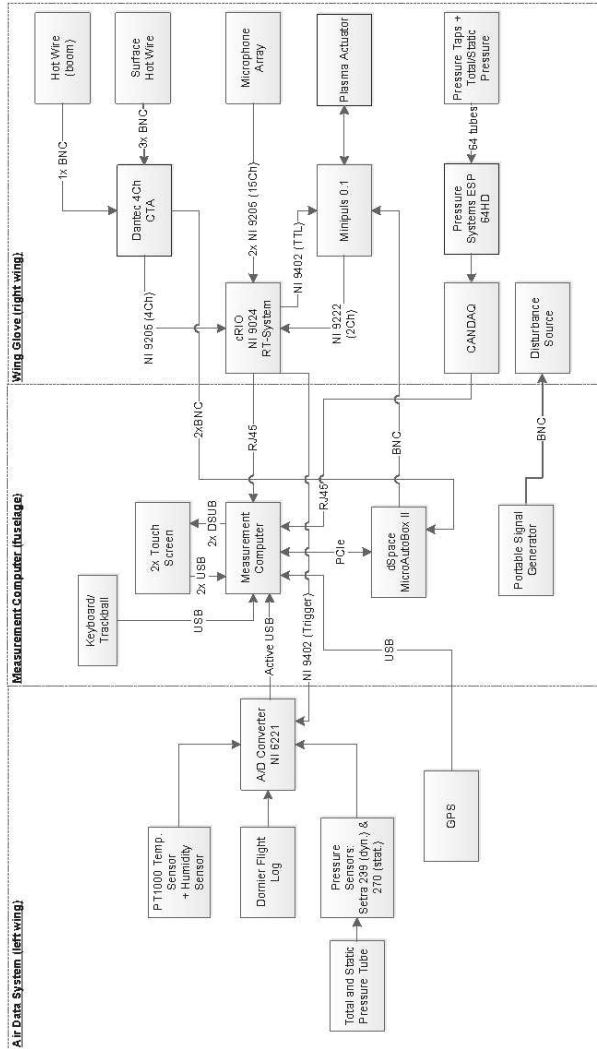 Air Data System (left wing)
PT1000 Temp.
Sensor
+ Humidity
Sensor
Dornier Flight
Log
Total and Static
Pressure Tube
Pressure
Sensors:
Setra 239 (dyn.) &
270 (stat.)
GPS
A/D Converter
NI 6221
Measurement Computer (fuselage)
Keyboard/
Trackball
USB
2x Touch
Screen
2x USB
2x DSUB
Active USB
Measurement
Computer
NI 9402 (Trigger)
USB
PCIe
RJ45
RJ45
2xBNC
dSpace
MicroAutoBox II
BNC
Portable Signal
Generator
BNC
Wing Glove (right wing)
Hot Wire
(boom)
1x BNC
Surface
Hot Wire
3x BNC
Dantec 4Ch
CTA
NI 9205 (4Ch)
Microphone
Array
2x NI 9205 (15Ch)
cRIO
NI 9024
RT-System
NI 9402 (TTL)
NI 9222
(2Ch)
Plasma Actuator
Minipuls 0.1
Pressure Taps +
Total/Static
Pressure
64 tubes
Pressure
Systems ESP
64HD
CANDAQ
Disturbance
Source